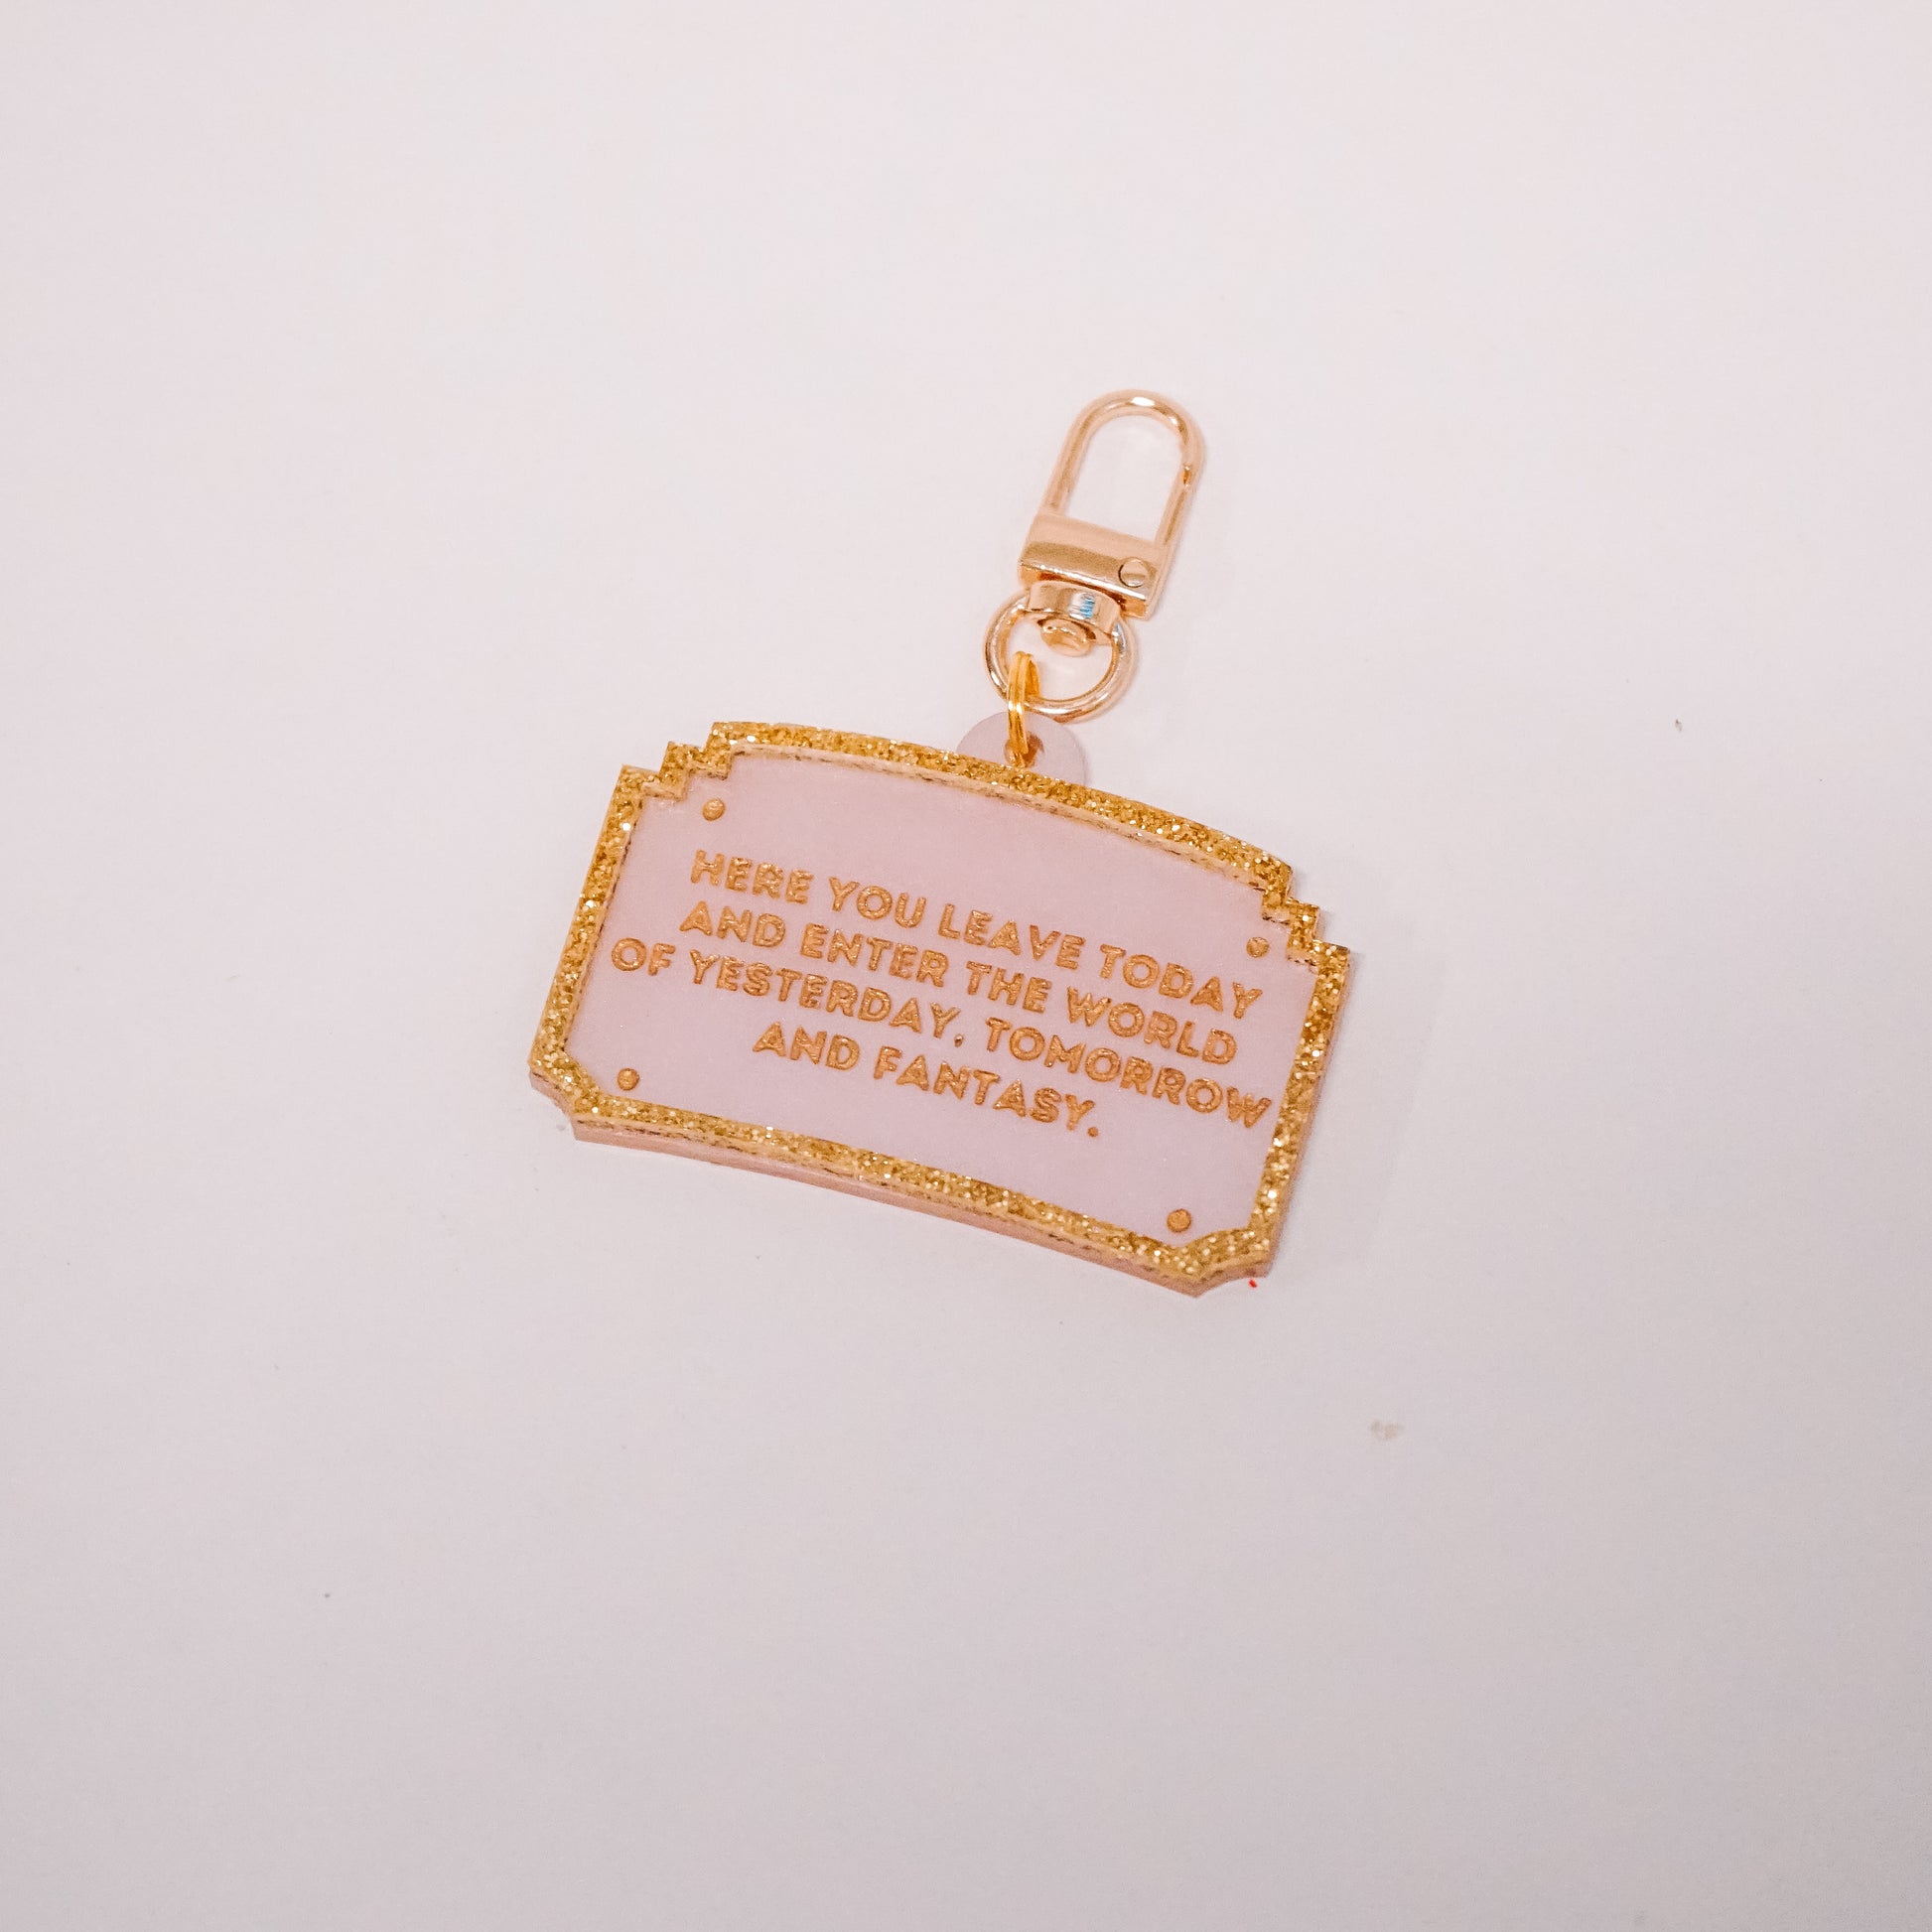 HERE YOU LEAVE TODAY
AND ENTER THE WORLD
OF YESTERDAY, TOMORROW
AND FANTASY.